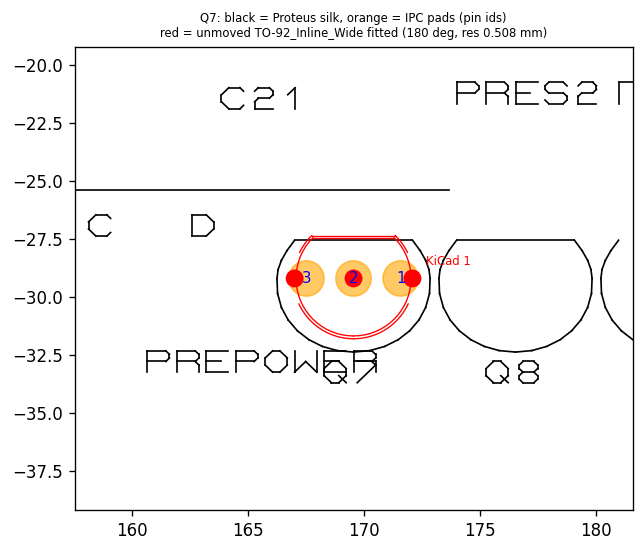 Q7: black = Proteus silk, orange = IPC pads (pin ids)
red = unmoved TO-92_Inline_Wide fitted (180 deg, res 0.508 mm)
−20.0
−22.5
−25.0
−27.5
−30.0
−32.5
−35.0
−37.5
C21
PRES2
C D
KiCad 1
3 2 1
PREPOWER
Q7
Q8
160 165 170 175 180